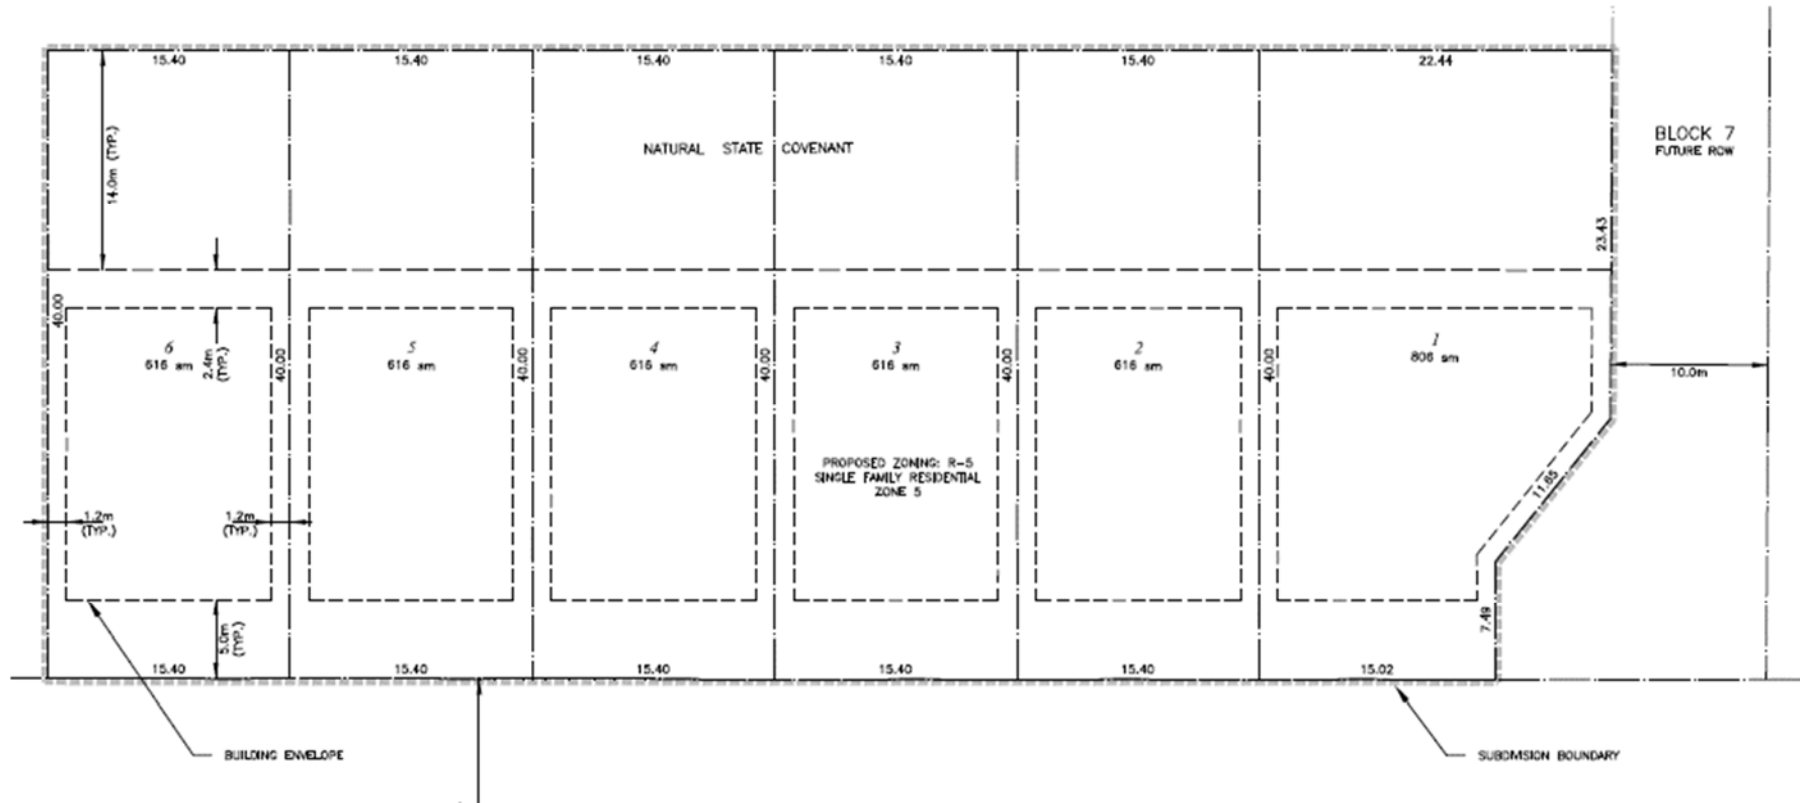 15.40 15.40 15.40 15.40 15.40 22.44
14.0m (TYP.)
NATURAL STATE COVENANT
BLOCK 7
FUTURE ROW
23.43
40.00
6
616 sm
2.4m
(TYP.)
40.00
5
616 sm
40.00
4
616 sm
40.00
3
616 sm
40.00
2
616 sm
40.00
1
806 sm
10.0m
PROPOSED ZONING: R-5
SINGLE FAMILY RESIDENTIAL
ZONE 5
11.65
1.2m
(TYP.)
1.2m
(TYP.)
5.0m
(TYP.)
7.49
15.40 15.40 15.40 15.40 15.40 15.02
BUILDING ENVELOPE
SUBDIVISION BOUNDARY